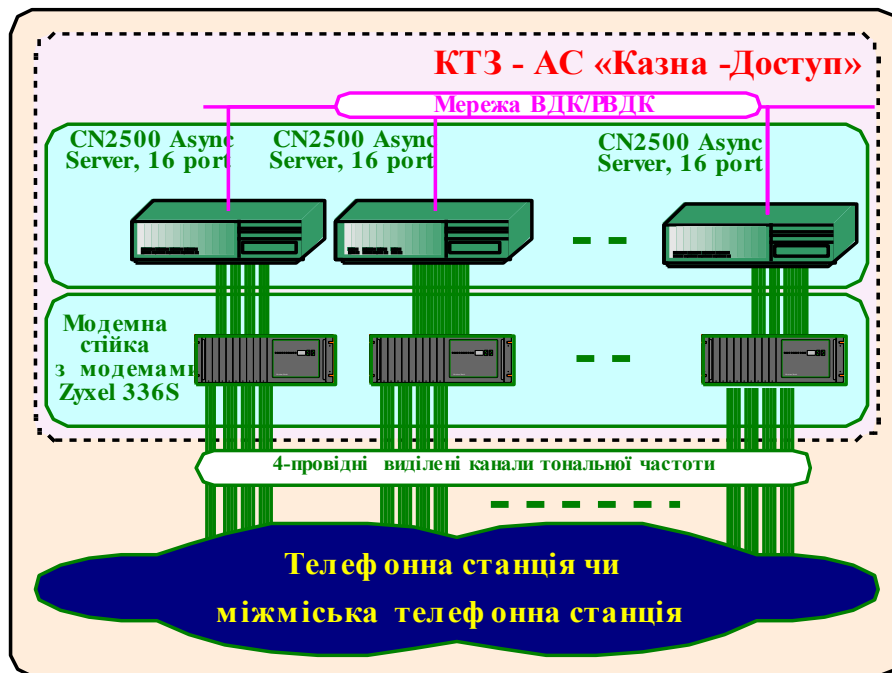 КТЗ - АС «Казна -Доступ»
Мережа ВДК/РВДК
CN2500 Async
Server, 16 port
CN2500 Async
Server, 16 port
CN2500 Async
Server, 16 port
Модемна
стійка
з модемами
Zyxel 336S
4-провідні виділені канали тональної частоти
Телефонна станція чи
міжміська телефонна станція